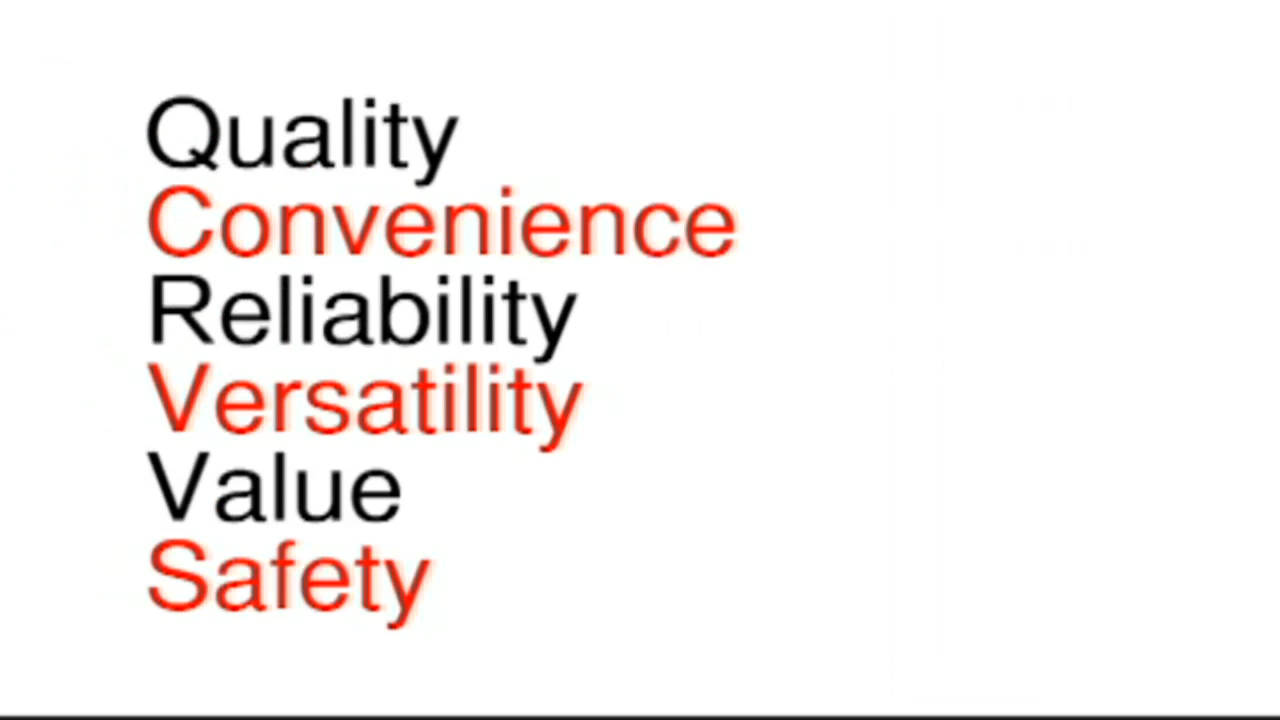 Quality
Convenience
Reliability
Versatility
Value
Safety